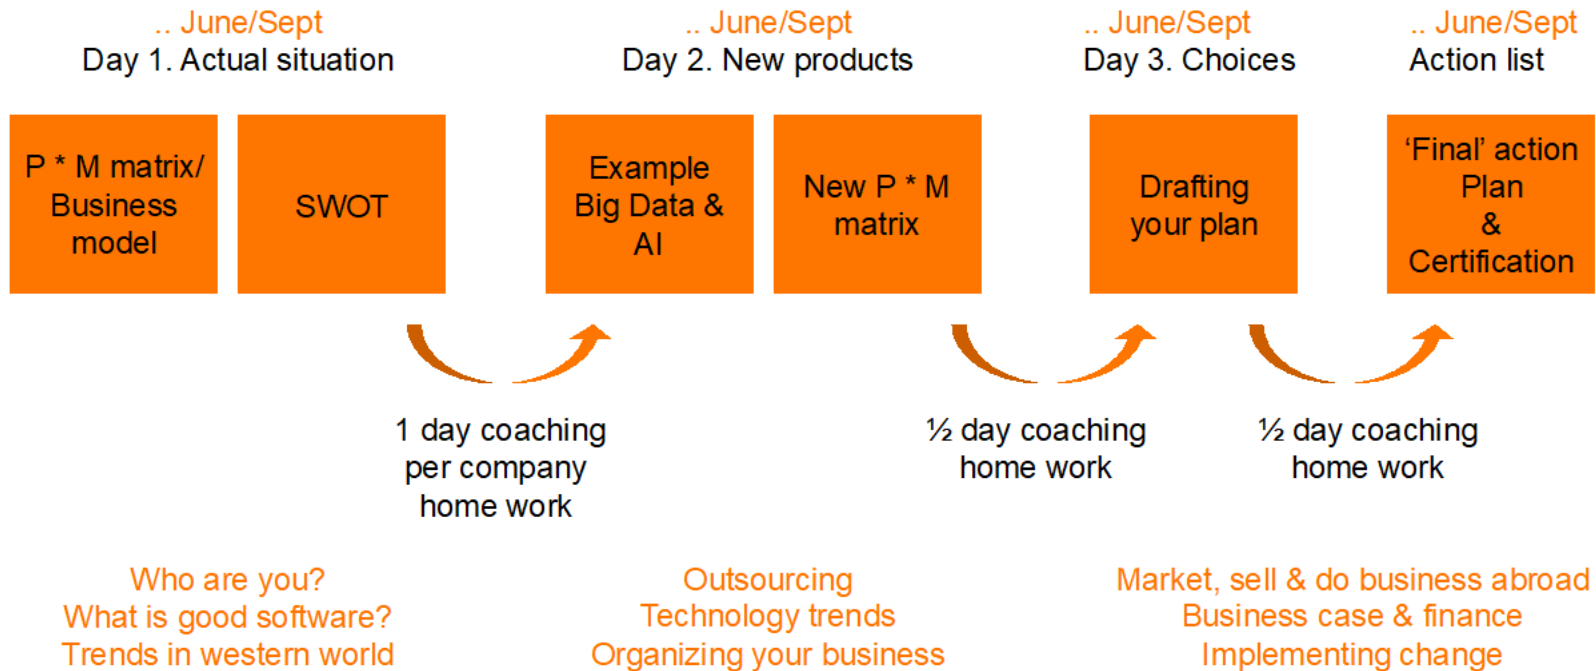 .. June/Sept
Day 1. Actual situation
.. June/Sept
Day 2. New products
.. June/Sept
Day 3. Choices
.. June/Sept
Action list
P * M matrix/
Business
model
SWOT
Example
Big Data &
AI
New P * M
matrix
Drafting
your plan
‘Final’ action
Plan
&
Certification
1 day coaching
per company
home work
½ day coaching
home work
½ day coaching
home work
Who are you?
What is good software?
Trends in western world
Outsourcing
Technology trends
Organizing your business
Market, sell & do business abroad
Business case & finance
Implementing change